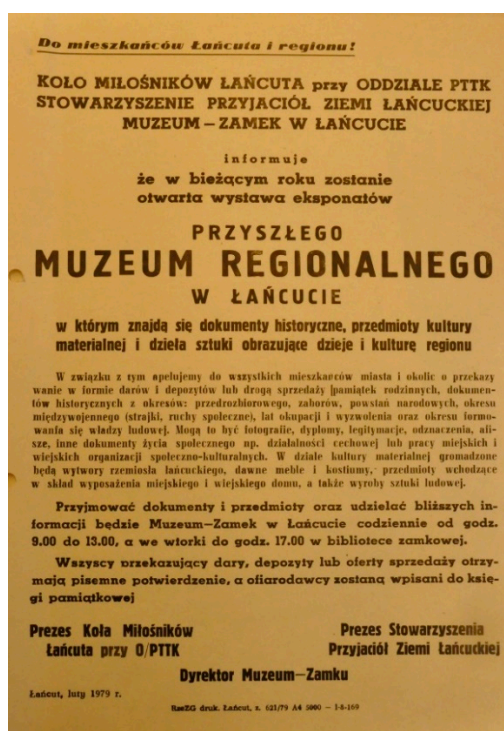 Do mieszkańców Łańcuta i regionu!
KOŁO MIŁOŚNIKÓW ŁAŃCUTA przy ODDZIALE PTTK
STOWARZYSZENIE PRZYJACIÓŁ ZIEMI ŁAŃCUCKIEJ
MUZEUM—ZAMEK W ŁAŃCUCIE
informuje
że w bieżącym roku zostanie
otwarta wystawa eksponatów
PRZYSZŁEGO
MUZEUM REGIONALNEGO
W ŁAŃCUCIE
w którym znajdą się dokumenty historyczne, przedmioty kultury
materialnej i dzieła sztuki obrazujące dzieje i kulturę regionu
W związku z tym apelujemy do wszystkich mieszkańców miasta i okolic o przekazy
wanie w formie darów i depozytów lub drogą sprzedaży pamiątek rodzinnych, dokumen-
tów historycznych z okresów: przedrozbiorowego, zaborów, powstań narodowych, okresu
międzywojennego (strajki, ruchy społeczne), lat okupacji i wyzwolenia oraz okresu formo-
wania się władzy ludowej. Mogą to być fotografie, dyplomy, legitymacje, odznaczenia, afi-
sze, inne dokumenty życia społecznego np. działalności cechowej lub pracy miejskich i
wiejskich organizacji społeczno-kulturalnych. W dziale kultury materialnej gromadzone
będą wytwory rzemiosła łańcuckiego, dawne meble i kostiumy, przedmioty wchodzące
w skład wyposażenia miejskiego i wiejskiego domu, a także wyroby sztuki ludowej.
Przyjmować dokumenty i przedmioty oraz udzielać bliższych in-
formacji będzie Muzeum—Zamek w Łańcucie codziennie od godz.
9.00 do 13.00, a we wtorki do godz. 17.00 w bibliotece zamkowej.
Wszyscy przekazujący dary, depozyty lub oferty sprzedaży otrzy-
mają pisemne potwierdzenie, a ofiarodawcy zostaną wpisani do księ-
gi pamiątkowej
Prezes Koła Miłośników
Łańcuta przy O/PTTK
Prezes Stowarzyszenia
Przyjaciół Ziemi Łańcuckiej
Dyrektor Muzeum—Zamku
Łańcut, luty 1979 r.
RzeZG druk. Łańcut, z. 621/79 A4 5000 — I-8-169